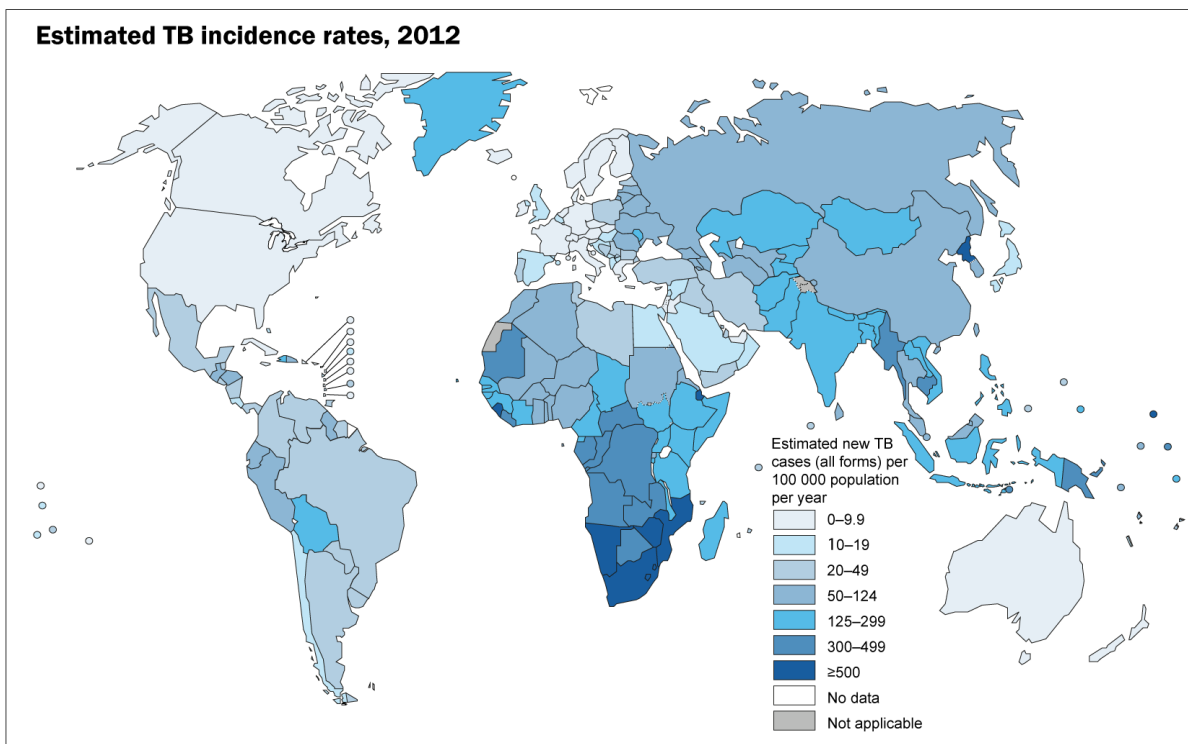 Estimated TB incidence rates, 2012
Estimated new TB
cases (all forms) per
100 000 population
per year
0–9.9
10–19
20–49
50–124
125–299
300–499
≥500
No data
Not applicable